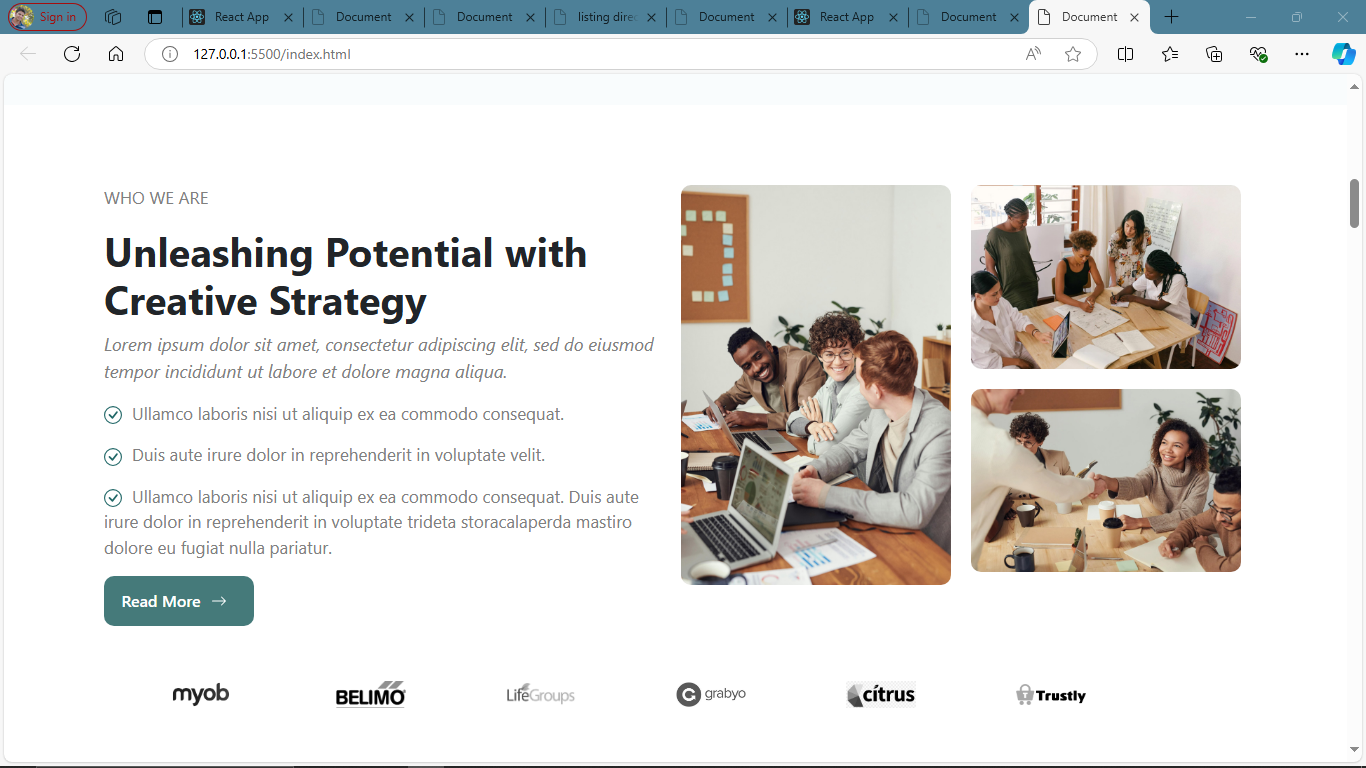 Sign in
React App
Document
Document
listing direc
Document
React App
Document
Document
127.0.0.1:5500/index.html
WHO WE ARE
Unleashing Potential with
Creative Strategy
Lorem ipsum dolor sit amet, consectetur adipiscing elit, sed do eiusmod
tempor incididunt ut labore et dolore magna aliqua.
Ullamco laboris nisi ut aliquip ex ea commodo consequat.
Duis aute irure dolor in reprehenderit in voluptate velit.
Ullamco laboris nisi ut aliquip ex ea commodo consequat. Duis aute
irure dolor in reprehenderit in voluptate trideta storacalaperda mastiro
dolore eu fugiat nulla pariatur.
Read More
myob
BELIMO
LifeGroups
grabyo
citrus
Trustly